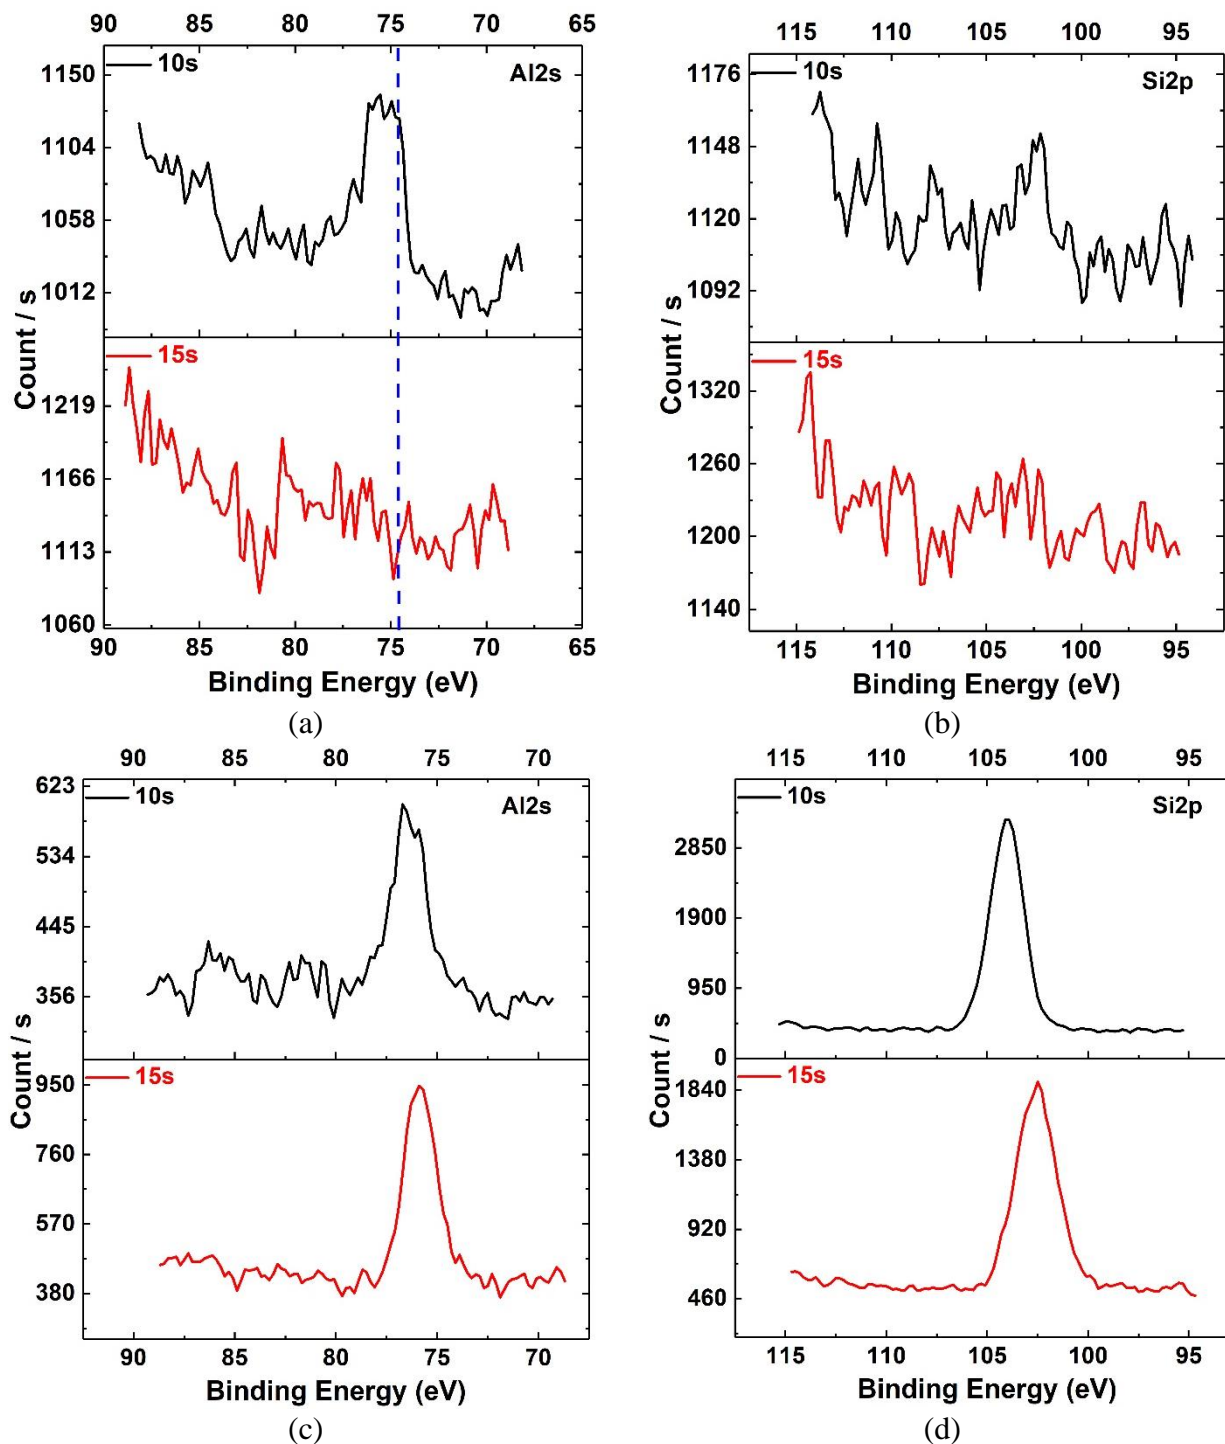 90 85 80 75 70 65
10s
Al2s
1150
1104
1058
1012
15s
1219
1166
1113
1060
Count / s
90 85 80 75 70 65
Binding Energy (eV)
(a)
115 110 105 100 95
10s
Si2p
1176
1148
1120
1092
15s
1320
1260
1200
1140
Count / s
115 110 105 100 95
Binding Energy (eV)
(b)
90 85 80 75 70
10s
Al2s
623
534
445
356
15s
950
760
570
380
Count / s
90 85 80 75 70
Binding Energy (eV)
(c)
115 110 105 100 95
10s
Si2p
2850
1900
950
0
15s
1840
1380
920
460
Count / s
115 110 105 100 95
Binding Energy (eV)
(d)